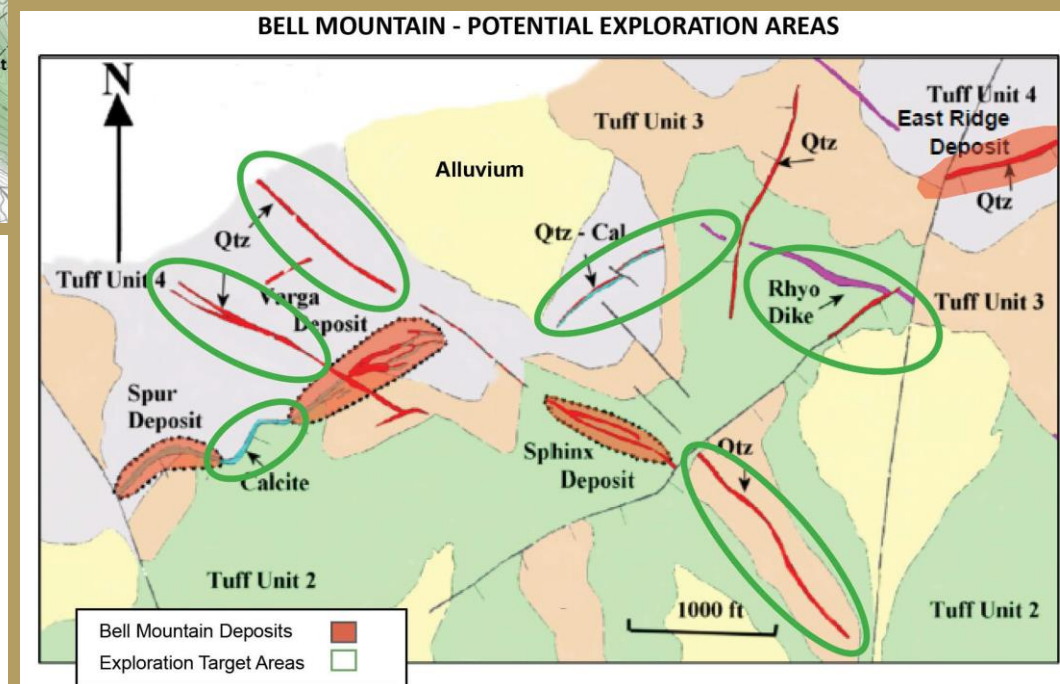 t
BELL MOUNTAIN - POTENTIAL EXPLORATION AREAS
N
Tuff Unit 3
Tuff Unit 4
East Ridge
Deposit
Qtz
Qtz
Alluvium
Qtz
Qtz - Cal
Tuff Unit 4
Varga
Deposit
Rhyo
Dike
Tuff Unit 3
Spur
Deposit
Calcite
Sphinx
Deposit
Qtz
Tuff Unit 2
1000 ft
Tuff Unit 2
Bell Mountain Deposits
Exploration Target Areas